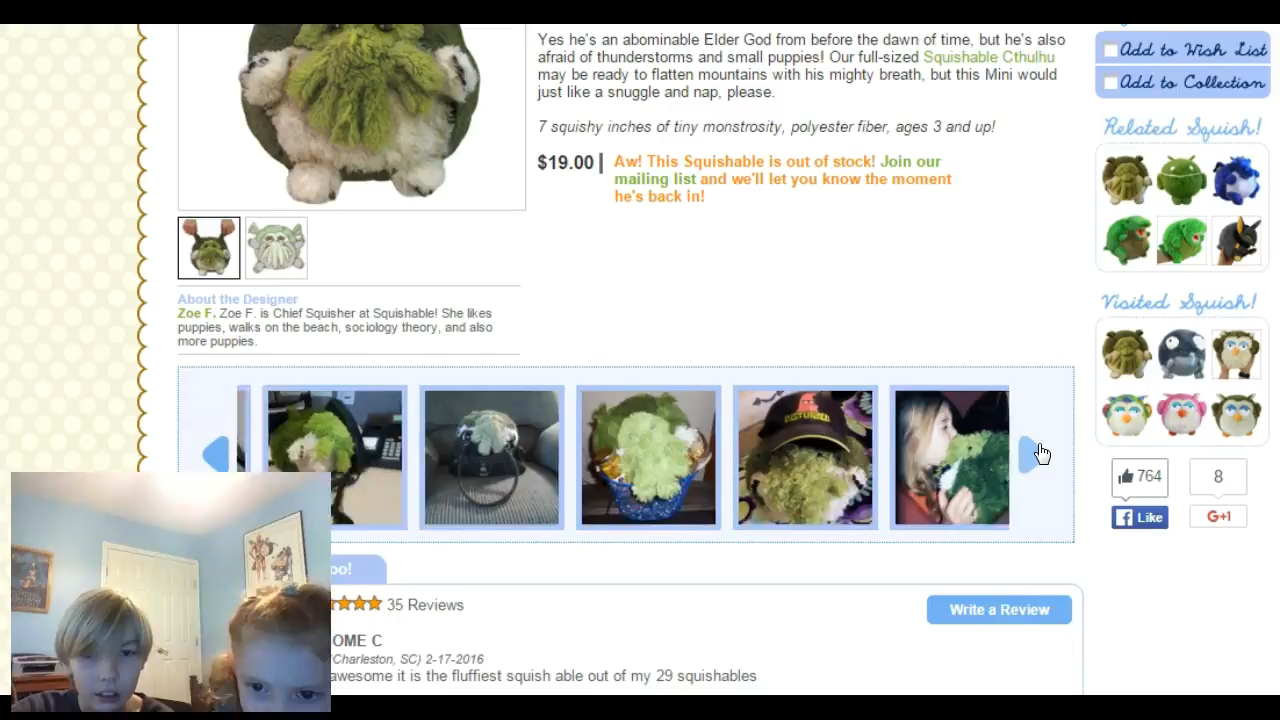 Yes he's an abominable Elder God from before the dawn of time, but he's also
afraid of thunderstorms and small puppies! Our full-sized Squishable Cthulhu
may be ready to flatten mountains with his mighty breath, but this Mini would
just like a snuggle and nap, please.
7 squishy inches of tiny monstrosity, polyester fiber, ages 3 and up!
$19.00 |
Aw! This Squishable is out of stock! Join our
mailing list and we'll let you know the moment
he's back in!
Add to Wish List
Add to Collection
Related Squish!
Visited Squish!
764
8
Like
G+1
About the Designer
Zoe F. Zoe F. is Chief Squisher at Squishable! She likes
puppies, walks on the beach, sociology theory, and also
more puppies.
DISTURBED
oo!
35 Reviews
Write a Review
OME C
Charleston, SC) 2-17-2016
awesome it is the fluffiest squish able out of my 29 squishables